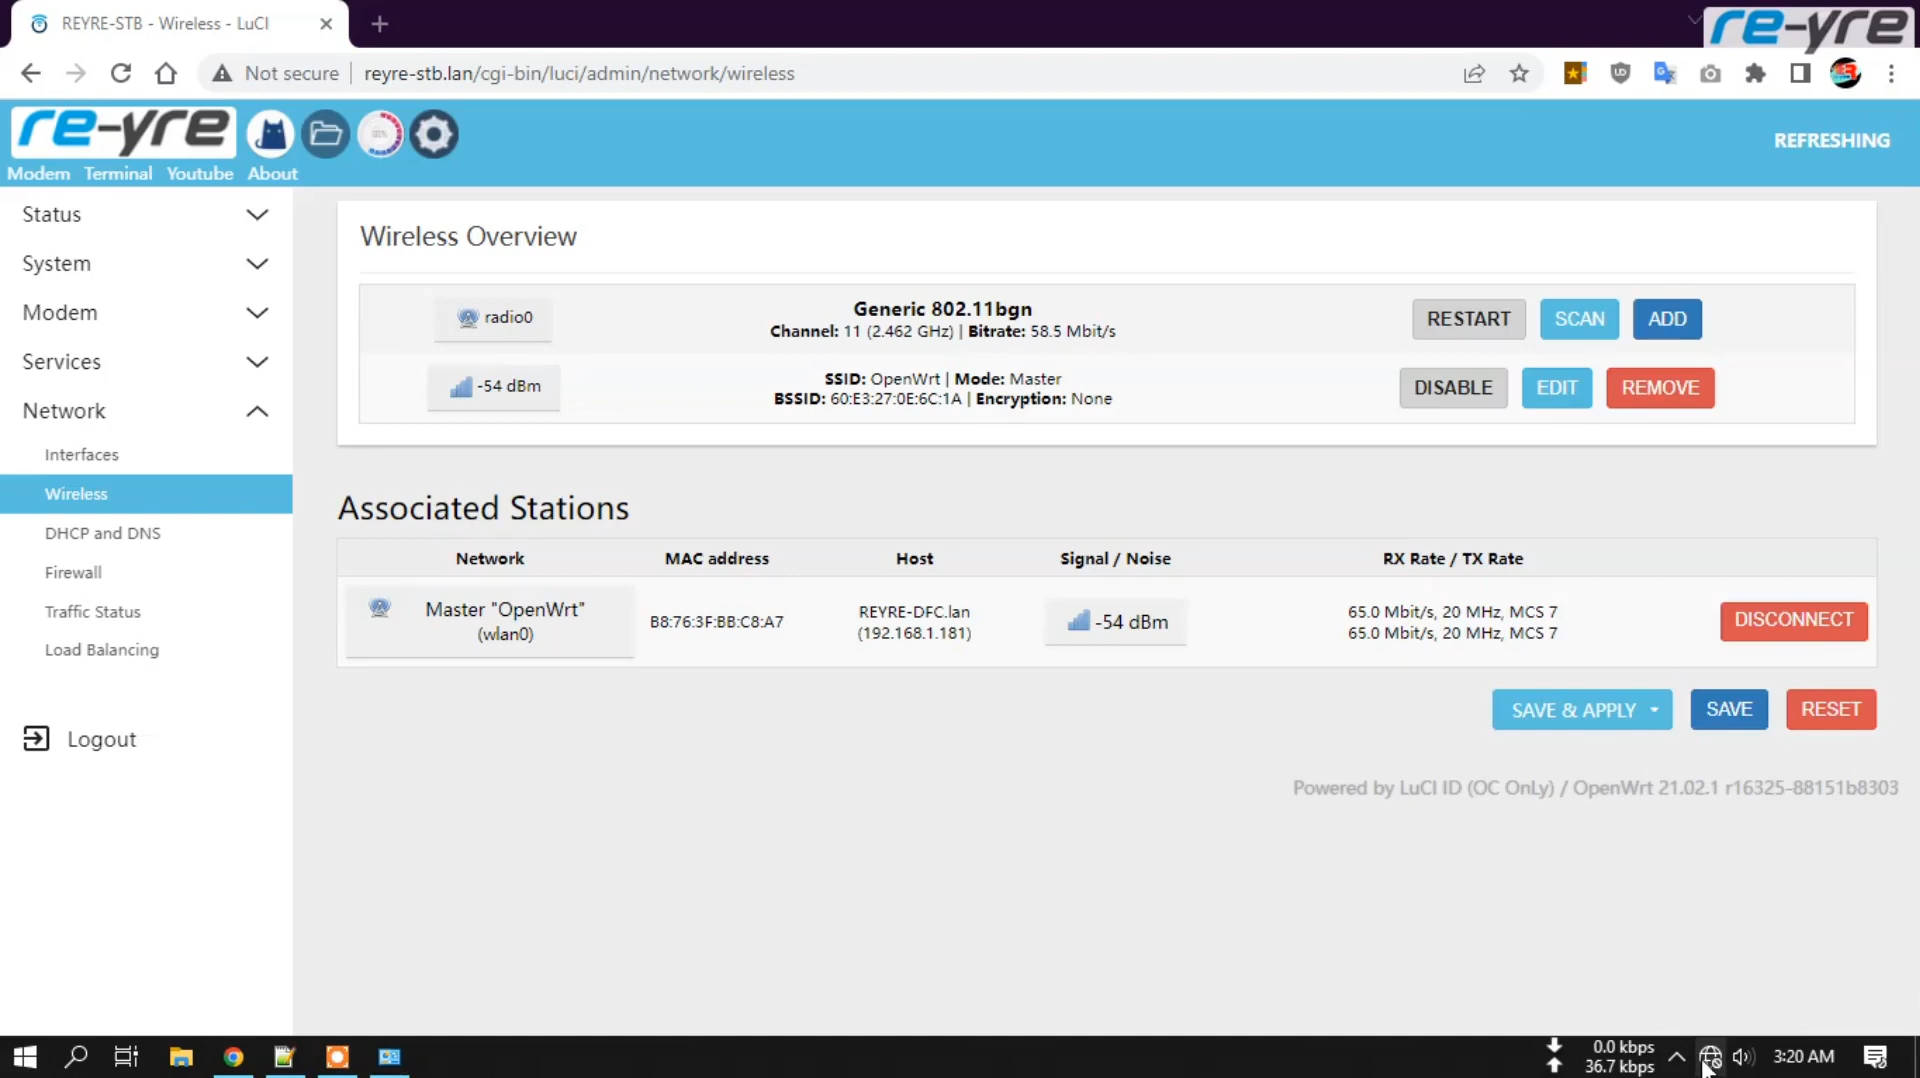 REYRE-STB - Wireless - LuCI
re-yre
Not secure
reyre-stb.lan/cgi-bin/luci/admin/network/wireless
re-yre
REFRESHING
Modem Terminal Youtube About
Status
System
Modem
Services
Network
Interfaces
Wireless
DHCP and DNS
Firewall
Traffic Status
Load Balancing
Logout
Wireless Overview
radio0
Generic 802.11bgn
Channel: 11 (2.462 GHz) | Bitrate: 58.5 Mbit/s
RESTART SCAN ADD
-54 dBm
SSID: OpenWrt | Mode: Master
BSSID: 60:E3:27:0E:6C:1A | Encryption: None
DISABLE EDIT REMOVE
Associated Stations
Network MAC address Host Signal / Noise RX Rate / TX Rate
Master "OpenWrt"
(wlan0)
B8:76:3F:BB:C8:A7
REYRE-DFC.lan
(192.168.1.181)
-54 dBm
65.0 Mbit/s, 20 MHz, MCS 7
65.0 Mbit/s, 20 MHz, MCS 7
DISCONNECT
SAVE & APPLY SAVE RESET
Powered by LuCI ID (OC OnLy) / OpenWrt 21.02.1 r16325-88151b8303
0.0 kbps
36.7 kbps
3:20 AM